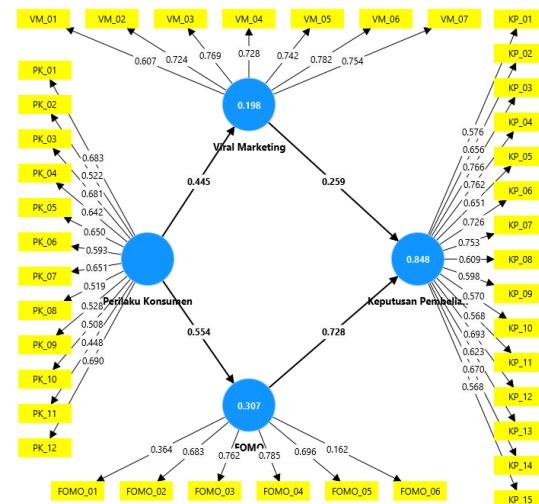 VM_01 VM_02 VM_03 VM_04 VM_05 VM_06 VM_07
0.607 0.724 0.769 0.728 0.742 0.782 0.754
0.198
Viral Marketing
PK_01
PK_02
PK_03
PK_04
PK_05
PK_06
PK_07
PK_08
PK_09
PK_10
PK_11
PK_12
0.683
0.522
0.681
0.642
0.650
0.593
0.651
0.519
0.528
0.508
0.448
0.690
Perilaku Konsumen
0.445
0.259
0.554
0.728
0.848
Keputusan Pembelia...
0.576
0.656
0.766
0.762
0.651
0.726
0.753
0.609
0.598
0.570
0.568
0.693
0.623
0.670
0.568
KP_01
KP_02
KP_03
KP_04
KP_05
KP_06
KP_07
KP_08
KP_09
KP_10
KP_11
KP_12
KP_13
KP_14
KP_15
0.307
FOMO
0.364 0.683 0.762 0.785 0.696 0.162
FOMO_01 FOMO_02 FOMO_03 FOMO_04 FOMO_05 FOMO_06